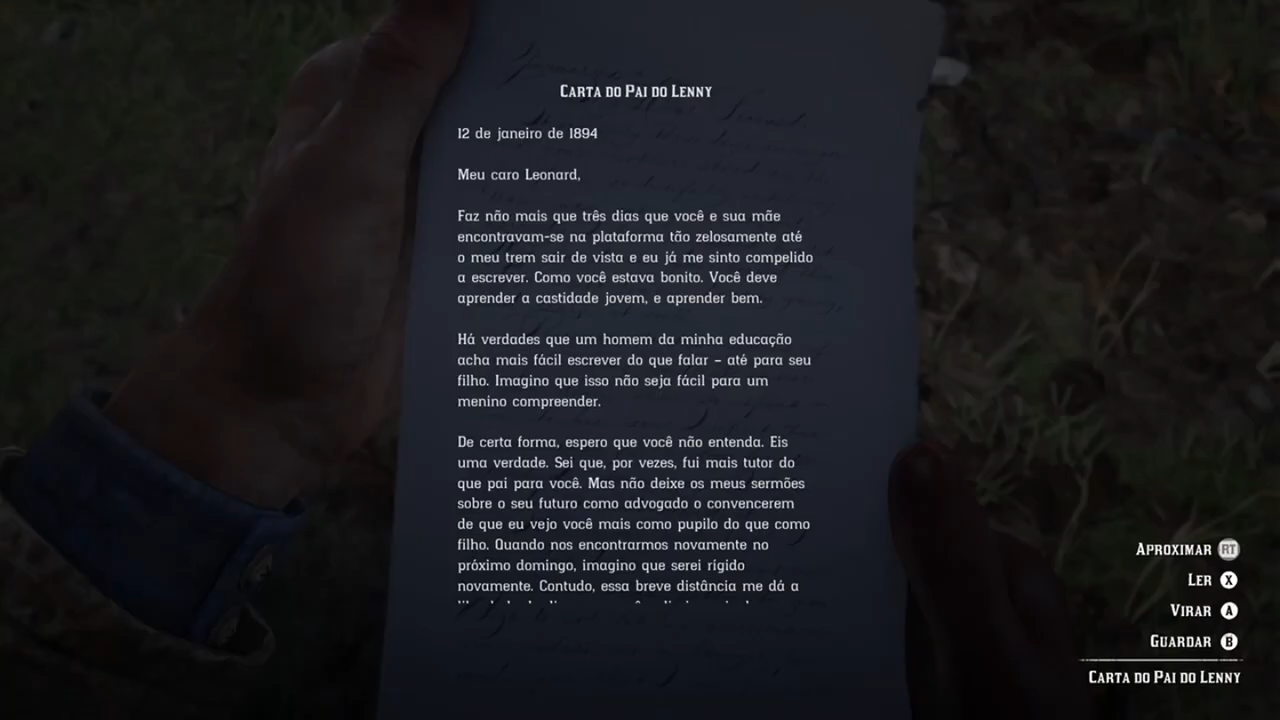 Carta do Pai do Lenny
12 de janeiro de 1894
Meu caro Leonard,
Faz não mais que três dias que você e sua mãe
encontravam-se na plataforma tão zelosamente até
o meu trem sair de vista e eu já me sinto compelido
a escrever. Como você estava bonito. Você deve
aprender a castidade jovem, e aprender bem.
Há verdades que um homem da minha educação
acha mais fácil escrever do que falar – até para seu
filho. Imagino que isso não seja fácil para um
menino compreender.
De certa forma, espero que você não entenda. Eis
uma verdade. Sei que, por vezes, fui mais tutor do
que pai para você. Mas não deixe os meus sermões
sobre o seu futuro como advogado o convencerem
de que eu vejo você mais como pupilo do que como
filho. Quando nos encontrarmos novamente no
próximo domingo, imagino que serei rígido
novamente. Contudo, essa breve distância me dá a
Aproximar RT
Ler X
Virar A
Guardar B
Carta do Pai do Lenny